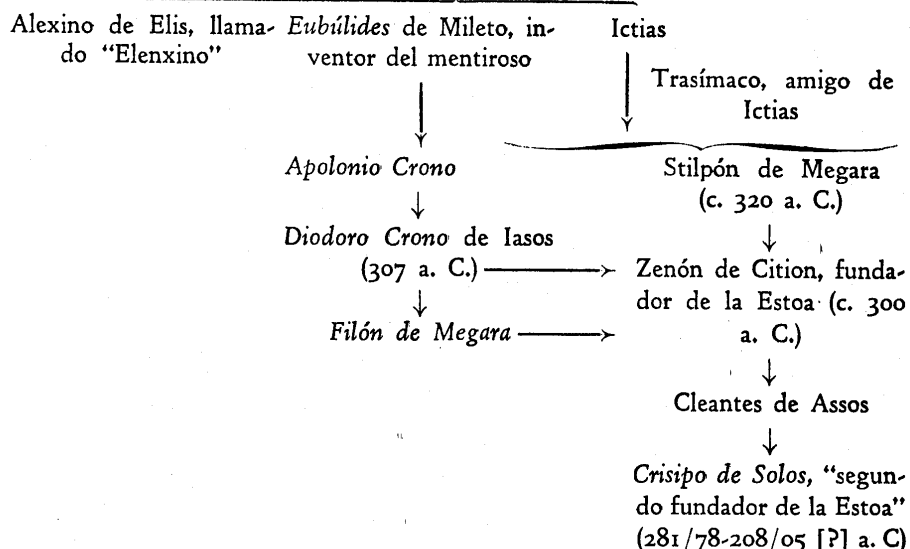 Alexino de Elis, llama-
do “Elenxino”
Eubúlides de Mileto, in-
ventor del mentiroso
Ictias
Trasímaco, amigo de
Ictias
Apolonio Crono
Stilpón de Megara
(c. 320 a. C.)
Diodoro Crono de Iasos
(307 a. C.)
Zenón de Cition, funda-
dor de la Estoa (c. 300
a. C.)
Filón de Megara
Cleantes de Assos
Crisipo de Solos, “segun-
do fundador de la Estoa”
(281/78-208/05 [?] a. C)